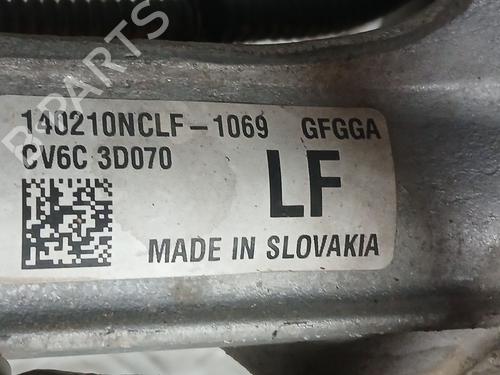 B-PARTS
140210NCLF-1069 GFGGA
CV6C 3D070
LF
MADE IN SLOVAKIA